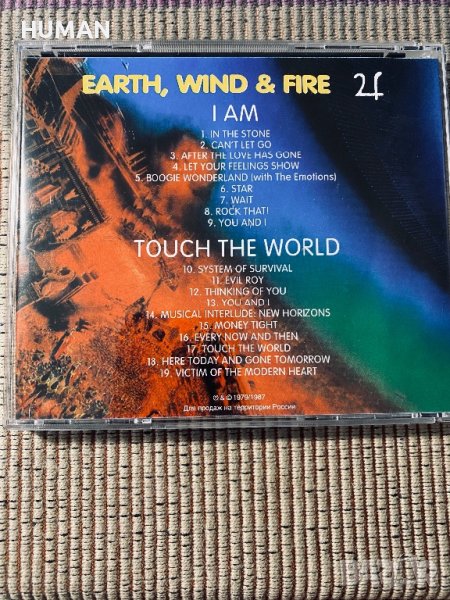 HUMAN
EARTH, WIND & FIRE
I AM
1. IN THE STONE
2. CAN'T LET GO
3. AFTER THE LOVE HAS GONE
4. LET YOUR FEELINGS SHOW
5. BOOGIE WONDERLAND (with The Emotions)
6. STAR
7. WAIT
8. ROCK THAT!
9. YOU AND I
TOUCH THE WORLD
10. SYSTEM OF SURVIVAL
11. EVIL ROY
12. THINKING OF YOU
13. YOU AND I
14. MUSICAL INTERLUDE: NEW HORIZONS
15. MONEY TIGHT
16. EVERY NOW AND THEN
17. TOUCH THE WORLD
18. HERE TODAY AND GONE TOMORROW
19. VICTIM OF THE MODERN HEART
℗ & © 1979/1987
Для продаж на территории России